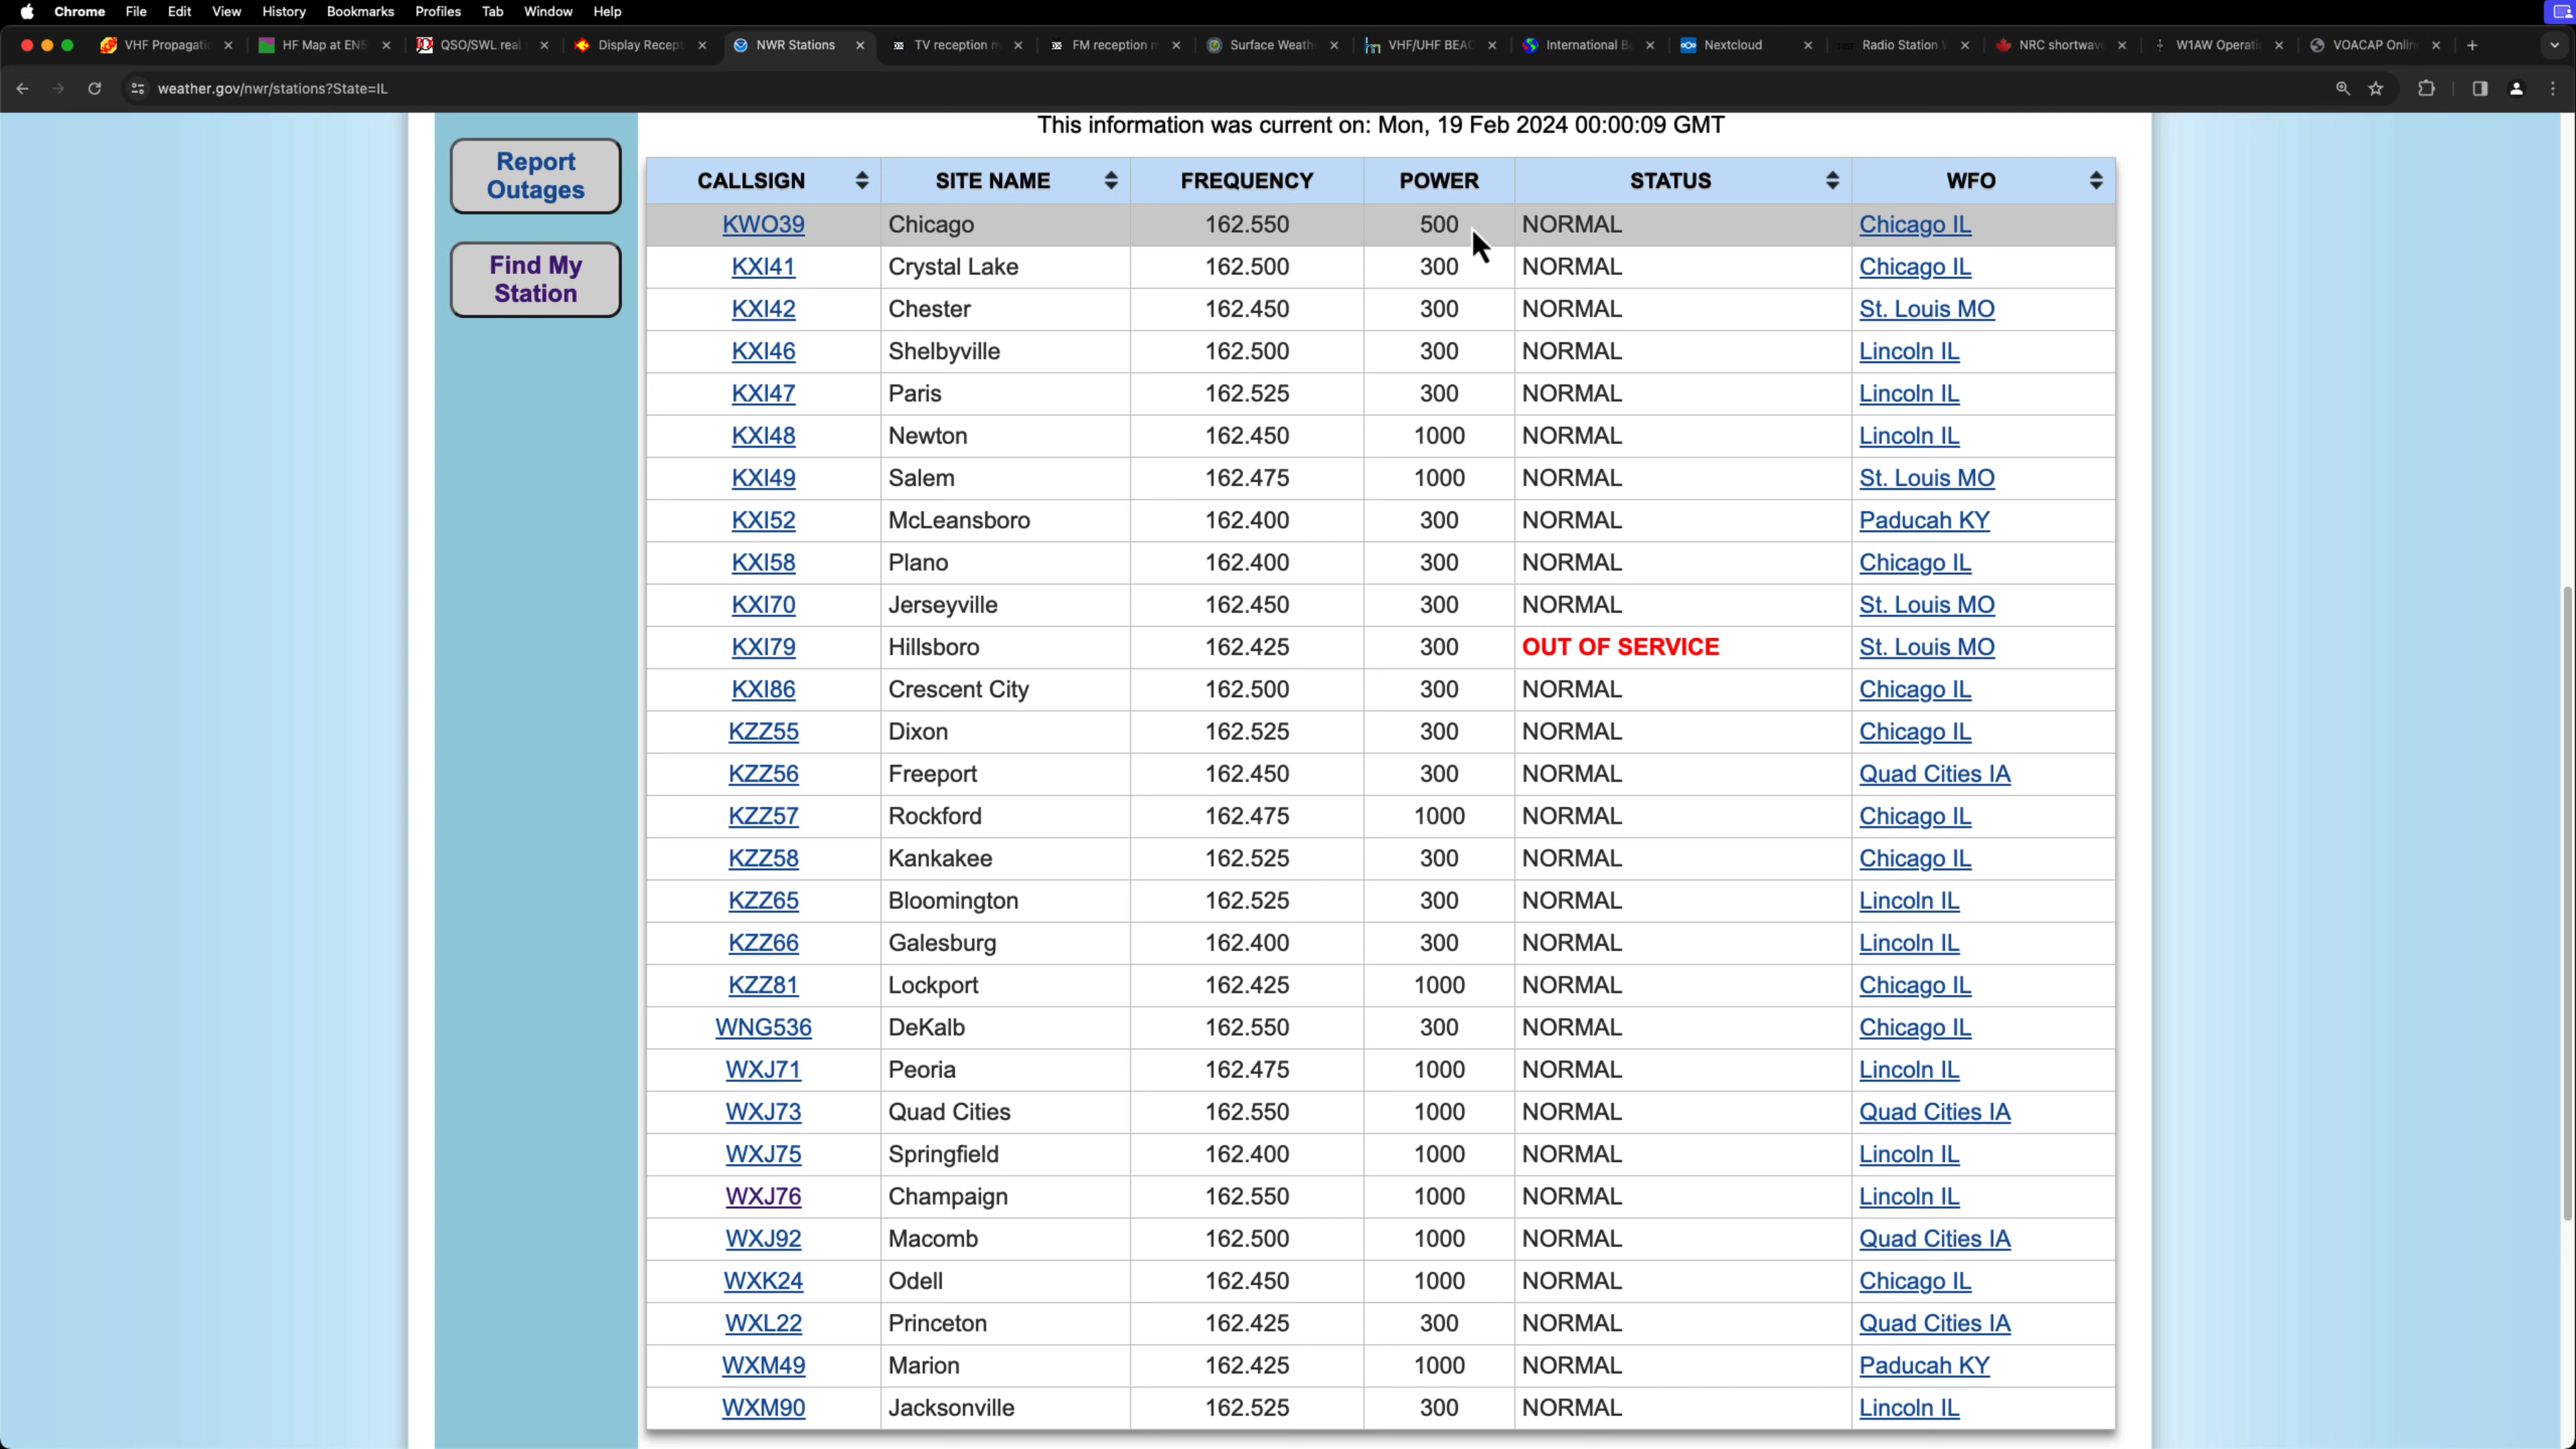 Chrome File Edit View History Bookmarks Profiles Tab Window Help
VHF Propagati HF Map at EN5 QSO/SWL real Display Recep NWR Stations TV reception m FM reception m Surface Weath VHF/UHF BEAC International B Nextcloud Radio Station NRC shortwav W1AW Operati VOACAP Onlin
weather.gov/nwr/stations?State=IL
This information was current on: Mon, 19 Feb 2024 00:00:09 GMT
Report
Outages
Find My
Station
CALLSIGN SITE NAME FREQUENCY POWER STATUS WFO
KWO39 Chicago 162.550 500 NORMAL Chicago IL
KXI41 Crystal Lake 162.500 300 NORMAL Chicago IL
KXI42 Chester 162.450 300 NORMAL St. Louis MO
KXI46 Shelbyville 162.500 300 NORMAL Lincoln IL
KXI47 Paris 162.525 300 NORMAL Lincoln IL
KXI48 Newton 162.450 1000 NORMAL Lincoln IL
KXI49 Salem 162.475 1000 NORMAL St. Louis MO
KXI52 McLeansboro 162.400 300 NORMAL Paducah KY
KXI58 Plano 162.400 300 NORMAL Chicago IL
KXI70 Jerseyville 162.450 300 NORMAL St. Louis MO
KXI79 Hillsboro 162.425 300 OUT OF SERVICE St. Louis MO
KXI86 Crescent City 162.500 300 NORMAL Chicago IL
KZZ55 Dixon 162.525 300 NORMAL Chicago IL
KZZ56 Freeport 162.450 300 NORMAL Quad Cities IA
KZZ57 Rockford 162.475 1000 NORMAL Chicago IL
KZZ58 Kankakee 162.525 300 NORMAL Chicago IL
KZZ65 Bloomington 162.525 300 NORMAL Lincoln IL
KZZ66 Galesburg 162.400 300 NORMAL Lincoln IL
KZZ81 Lockport 162.425 1000 NORMAL Chicago IL
WNG536 DeKalb 162.550 300 NORMAL Chicago IL
WXJ71 Peoria 162.475 1000 NORMAL Lincoln IL
WXJ73 Quad Cities 162.550 1000 NORMAL Quad Cities IA
WXJ75 Springfield 162.400 1000 NORMAL Lincoln IL
WXJ76 Champaign 162.550 1000 NORMAL Lincoln IL
WXJ92 Macomb 162.500 1000 NORMAL Quad Cities IA
WXK24 Odell 162.450 1000 NORMAL Chicago IL
WXL22 Princeton 162.425 300 NORMAL Quad Cities IA
WXM49 Marion 162.425 1000 NORMAL Paducah KY
WXM90 Jacksonville 162.525 300 NORMAL Lincoln IL